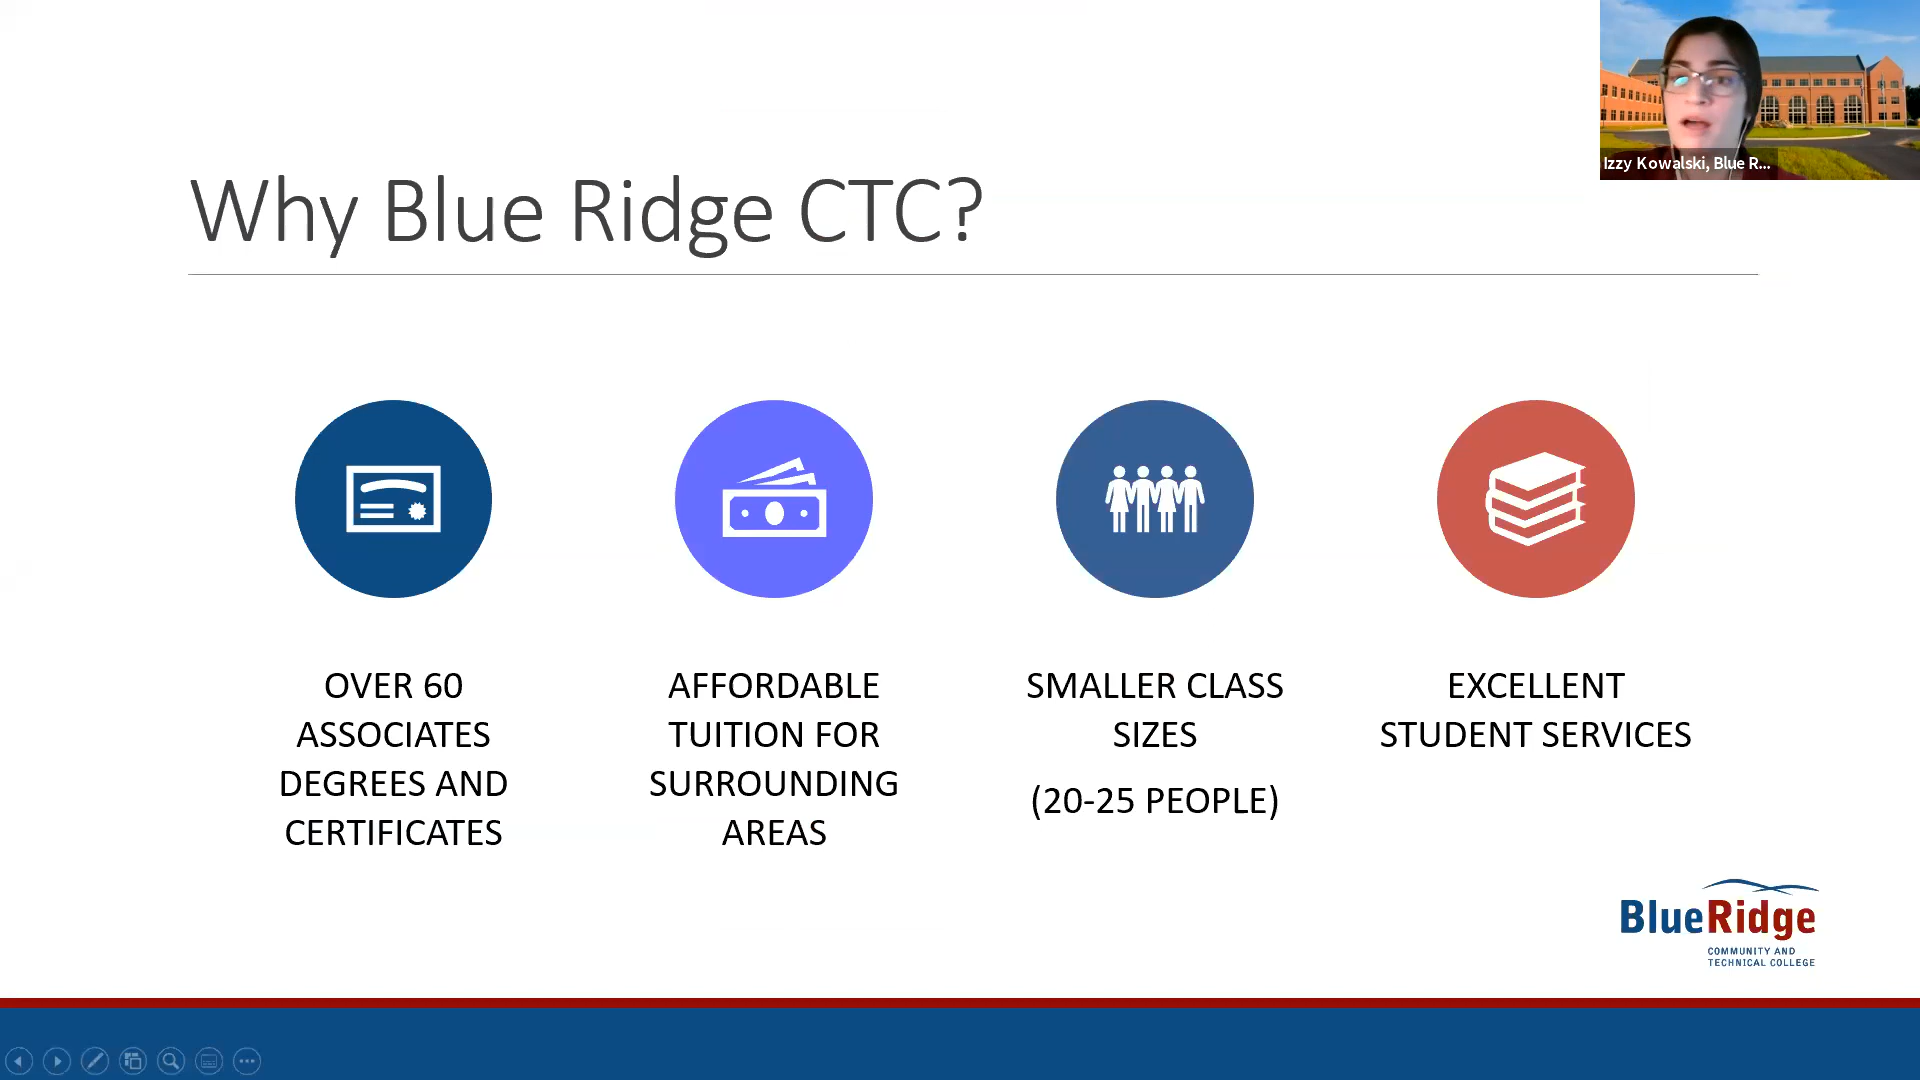 Izzy Kowalski, Blue R...
Why Blue Ridge CTC?
OVER 60
ASSOCIATES
DEGREES AND
CERTIFICATES
AFFORDABLE
TUITION FOR
SURROUNDING
AREAS
SMALLER CLASS
SIZES
(20-25 PEOPLE)
EXCELLENT
STUDENT SERVICES
BlueRidge
COMMUNITY AND
TECHNICAL COLLEGE